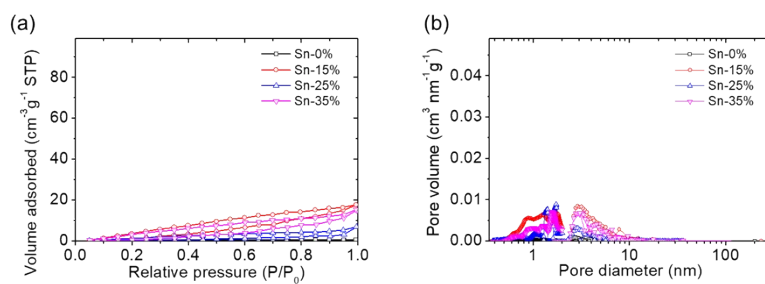 (a)
Volume adsorbed (cm⁻³ g⁻¹ STP)
80
60
40
20
0
Sn-0%
Sn-15%
Sn-25%
Sn-35%
0.0 0.2 0.4 0.6 0.8 1.0
Relative pressure (P/P₀)
(b)
Pore volume (cm³ nm⁻¹g⁻¹)
0.04
0.03
0.02
0.01
0.00
Sn-0%
Sn-15%
Sn-25%
Sn-35%
1 10 100
Pore diameter (nm)